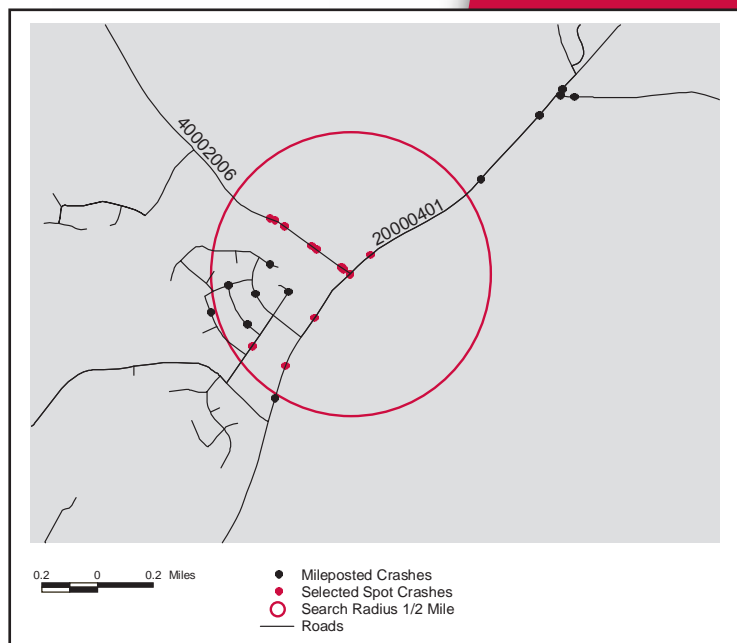 40002006
20000401
0.2 0 0.2 Miles
Mileposted Crashes
Selected Spot Crashes
Search Radius 1/2 Mile
Roads